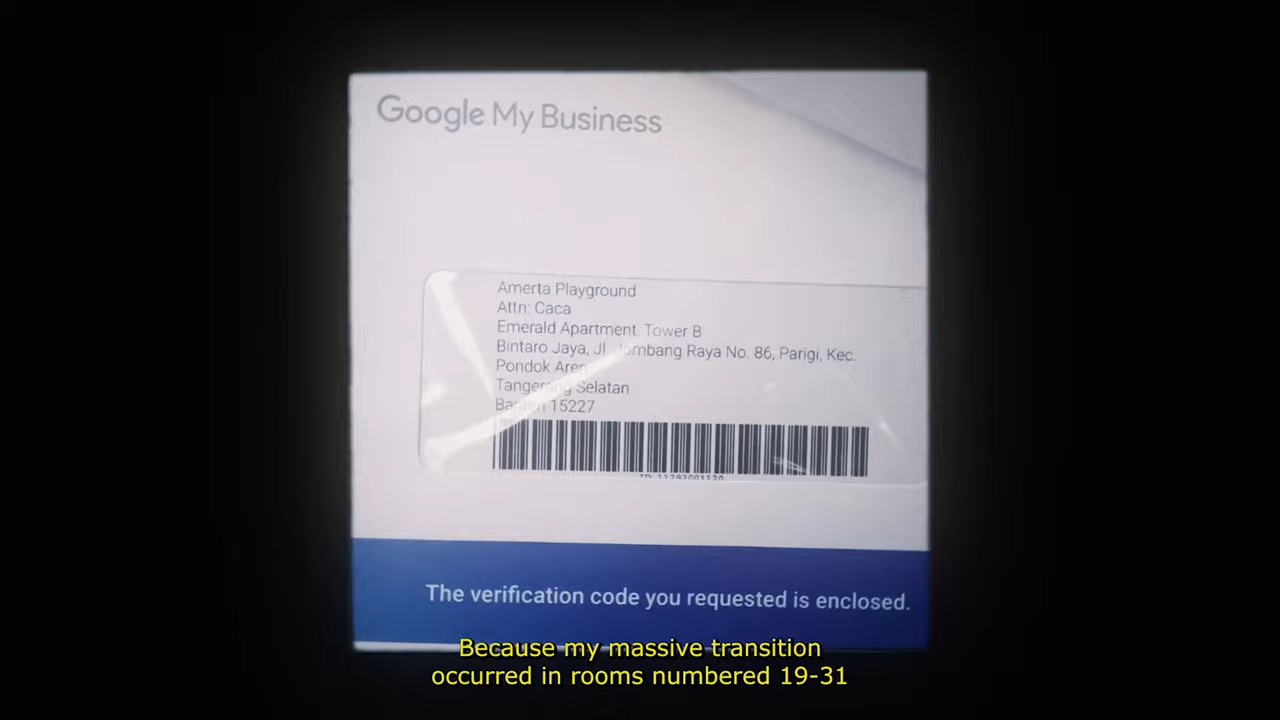 Google My Business
Amerta Playground
Attn: Caca
Emerald Apartment, Tower B
Bintaro Jaya, Jl. Jombang Raya No. 86, Parigi, Kec.
Pondok Aren
Tangerang Selatan
Banten 15227
The verification code you requested is enclosed.
Because my massive transition
occurred in rooms numbered 19-31